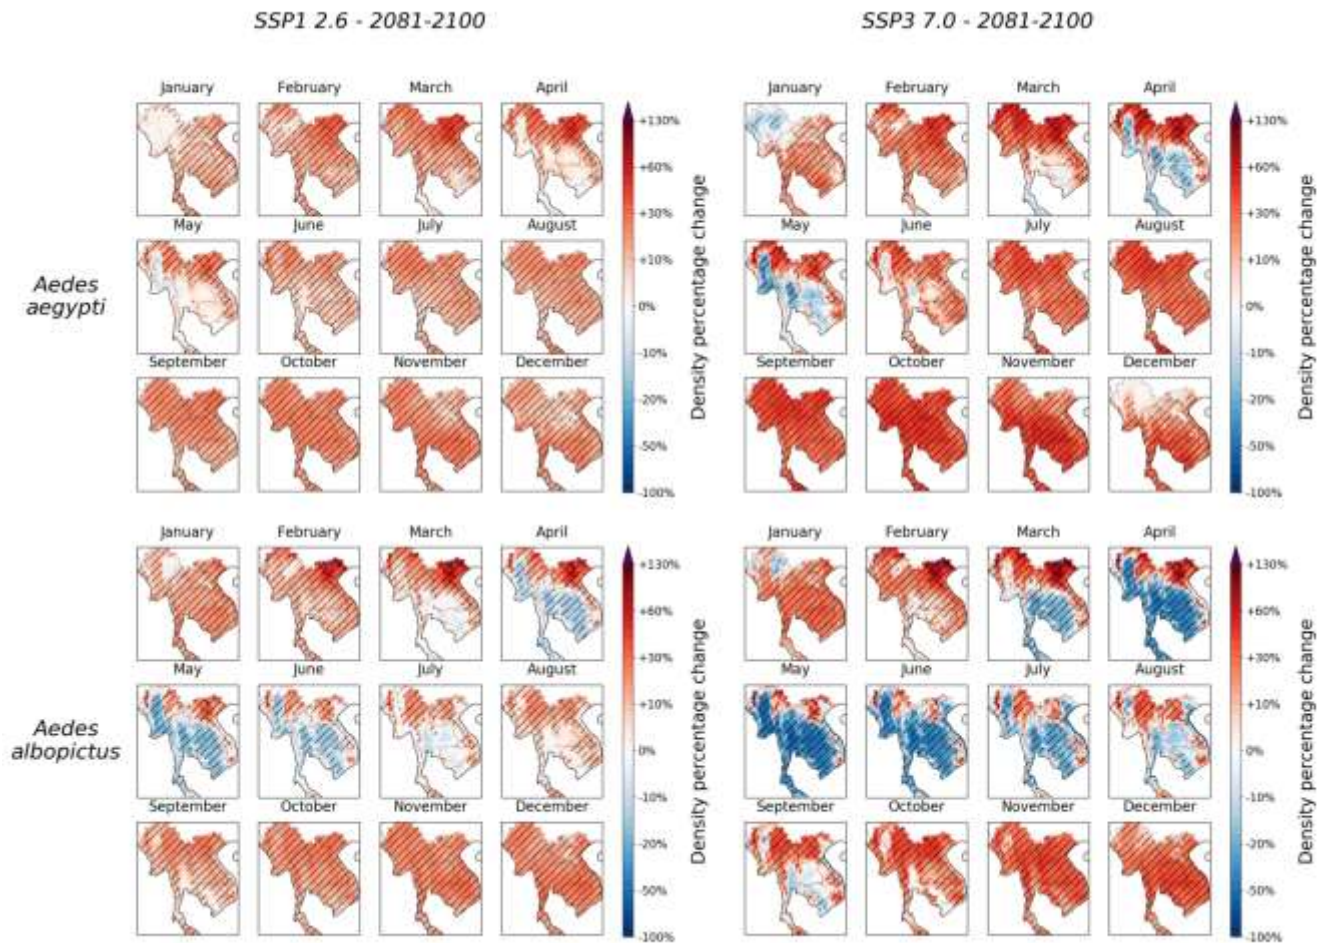 SSP1 2.6 - 2081-2100 SSP3 7.0 - 2081-2100
January February March April January February March April
+130% +130%
+60% +60%
+30% +30%
May June July August May June July August
+10% +10%
Aedes
aegypti
0% 0%
-10% -10%
September October November December September October November December
-20% -20%
-50% -50%
-100% -100%
Density percentage change Density percentage change
January February March April January February March April
+130% +130%
+60% +60%
+30% +30%
May June July August May June July August
+10% +10%
Aedes
albopictus
0% 0%
-10% -10%
September October November December September October November December
-20% -20%
-50% -50%
-100% -100%
Density percentage change Density percentage change